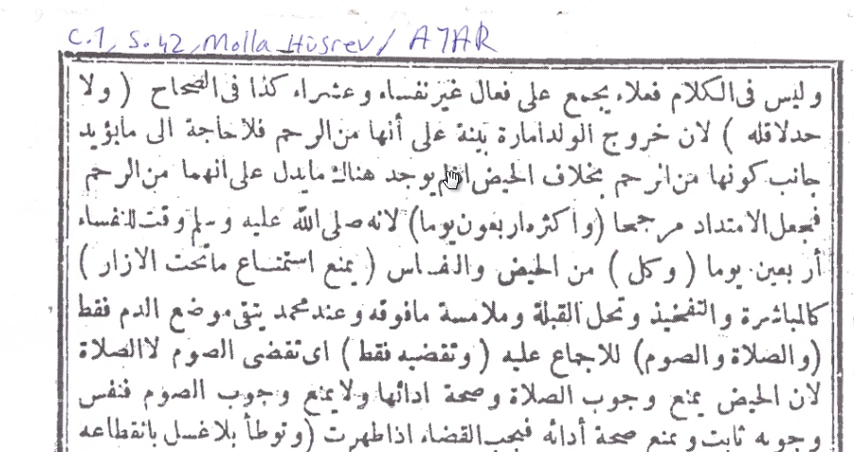 C.1, S.42, Molla Hüsrev / AYAR
وليس فى الكلام فعلاء يجمع على فعال غير نفساء وعشراء كذا فى الصحاح ( ولا
حد لاقله ) لان خروج الولد امارة بينة على أنها من الرحم فلا حاجة الى ما يؤيد
جانب كونها من الرحم بخلاف الحيض اذ لم يوجد هناك ما يدل على انهما من الرحم
فجعل الامتداد مرجحا (واكثره اربعون يوما) لانه صلى الله عليه وسلم وقت للنفساء
أربعين يوما ( وكل ) من الحيض والنفاس ( يمنع استمتاع ما تحت الازار )
كالمباشرة والتفخيذ وتحل القبلة وملامسة ما فوقه وعند محمد يتقى موضع الدم فقط
(والصلاة والصوم) للاجماع عليه ( وتقضيه فقط ) اى تقضى الصوم لا الصلاة
لان الحيض يمنع وجوب الصلاة وصحة ادائها ولا يمنع وجوب الصوم فنفس
وجوبه ثابت ويمنع صحة أدائه فيجب القضاء اذا طهرت (وتوطأ بلا غسل بانقطاعه